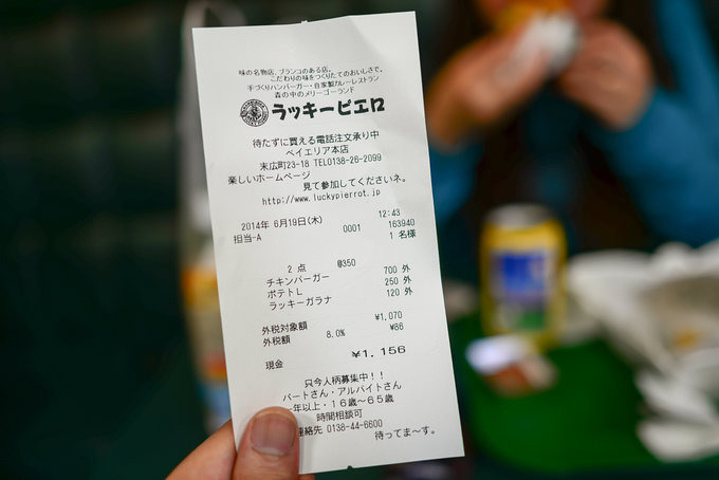 味の名物店、ブランコのある店。
こだわりの味をつくりたてのおいしさで。
手づくりハンバーガー・自家製カレーレストラン
森の中のメリーゴーランド
ラッキーピエロ
待たずに買える電話注文承り中
ベイエリア本店
末広町23-18 TEL0138-26-2099
楽しいホームページ
見て参加してくださいネ。
http://www.luckypierrot.jp
2014年 6月19日(木) 12:43
担当-A 0001 163940
1 名様
2 点 @350
チキンバーガー 700 外
ポテトL 250 外
ラッキーガラナ 120 外
外税対象額 ¥1,070
外税額 8.0% ¥86
現金 ¥1,156
只今人柄募集中!!
パートさん・アルバイトさん
一年以上・16歳~65歳
時間相談可
連絡先 0138-44-6600
待ってま~す。